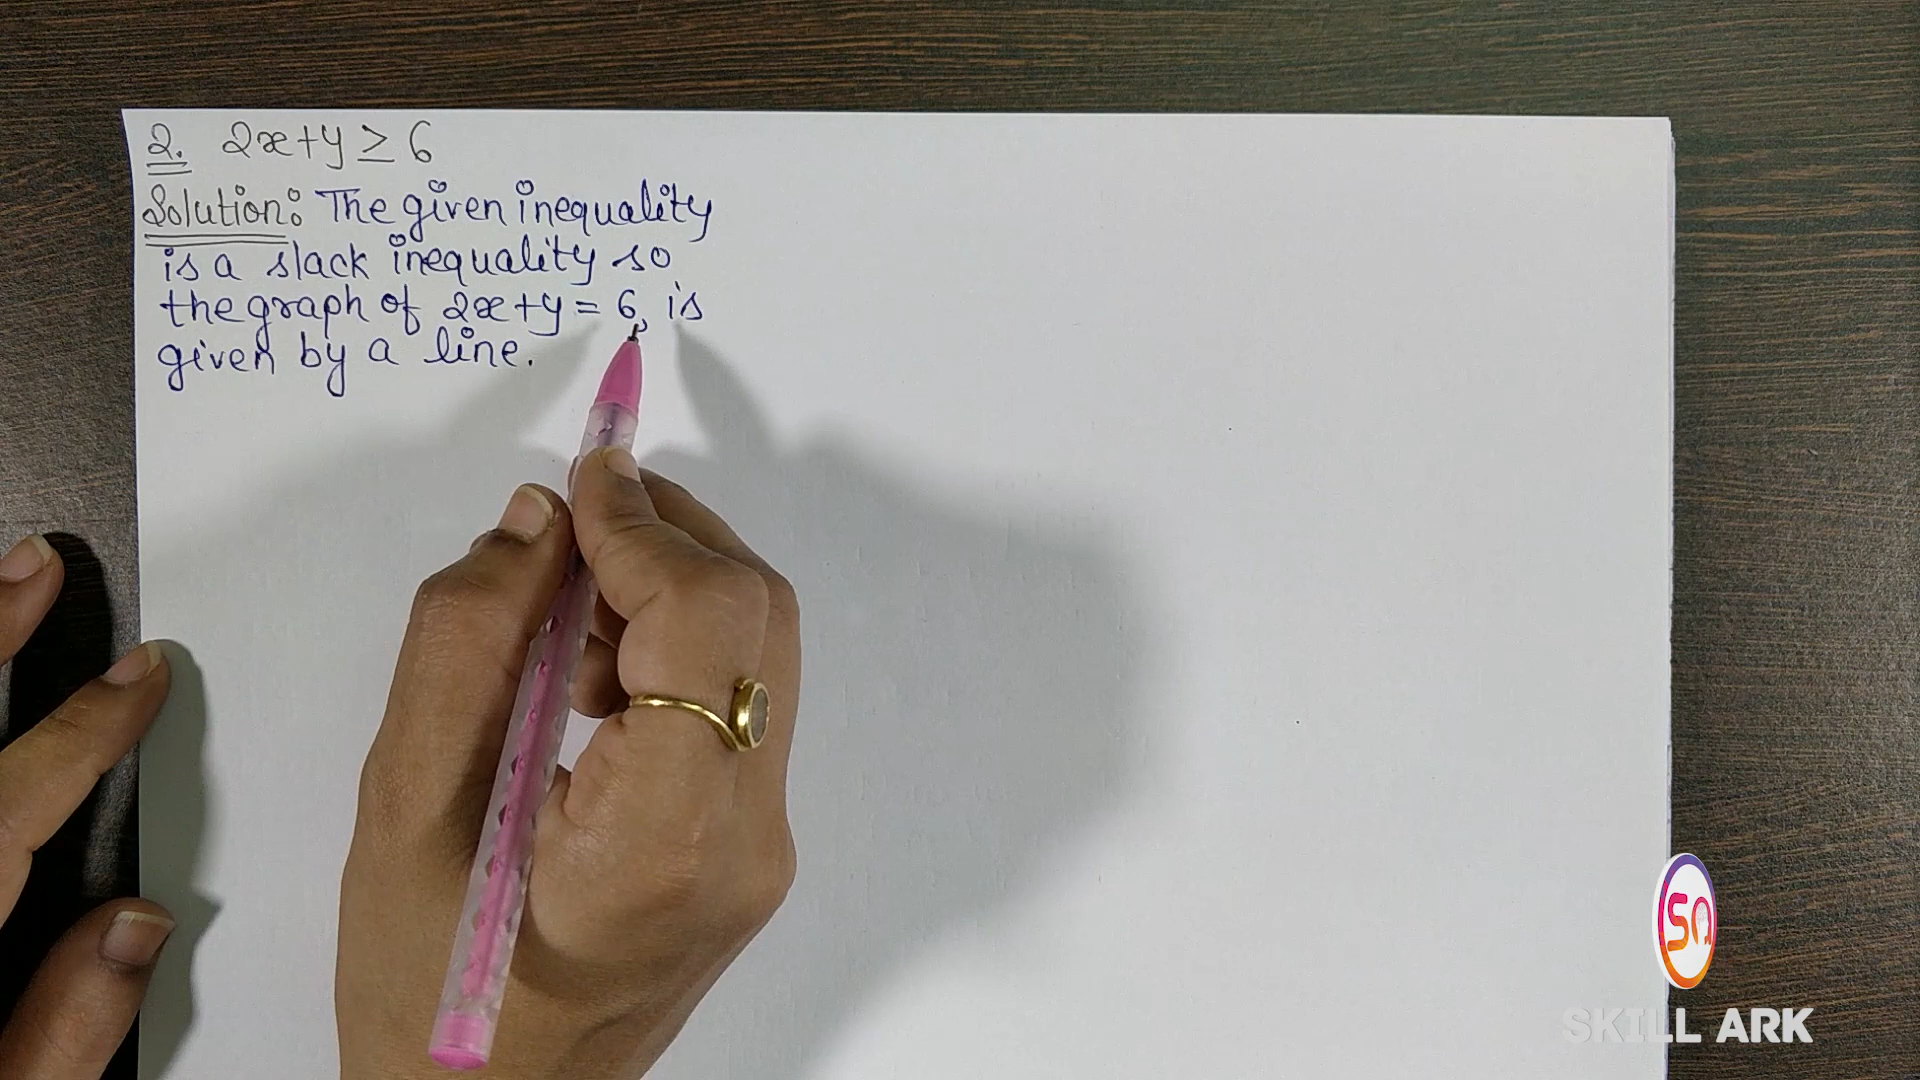 2. 2x+y ≥ 6
Solution: The given inequality
is a slack inequality so
the graph of 2x+y = 6, is
given by a line.
SA
SKILL ARK